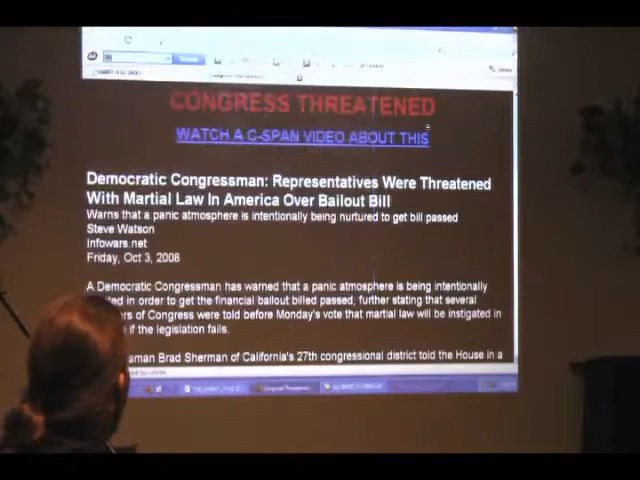 CONGRESS THREATENED
WATCH A C-SPAN VIDEO ABOUT THIS
Democratic Congressman: Representatives Were Threatened
With Martial Law In America Over Bailout Bill
Warns that a panic atmosphere is intentionally being nurtured to get bill passed
Steve Watson
Infowars.net
Friday, Oct 3, 2008
A Democratic Congressman has warned that a panic atmosphere is being intentionally
in order to get the financial bailout billed passed, further stating that several
of Congress were told before Monday's vote that martial law will be instigated in
if the legislation fails.
Brad Sherman of California's 27th congressional district told the House in a